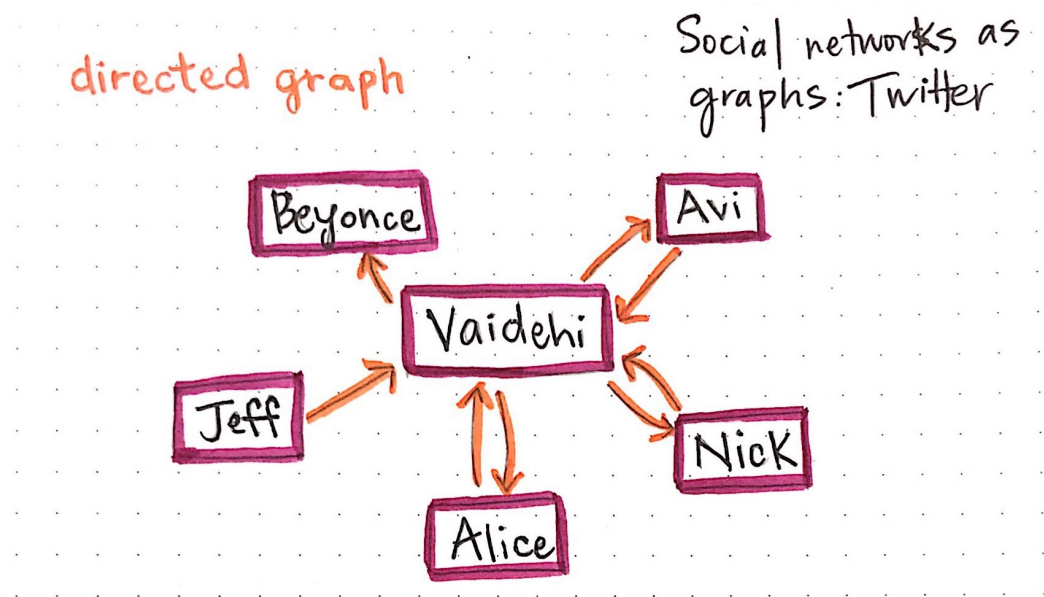 directed graph
Social networks as
graphs: Twitter
Beyonce
Avi
Vaidehi
Jeff
Nick
Alice